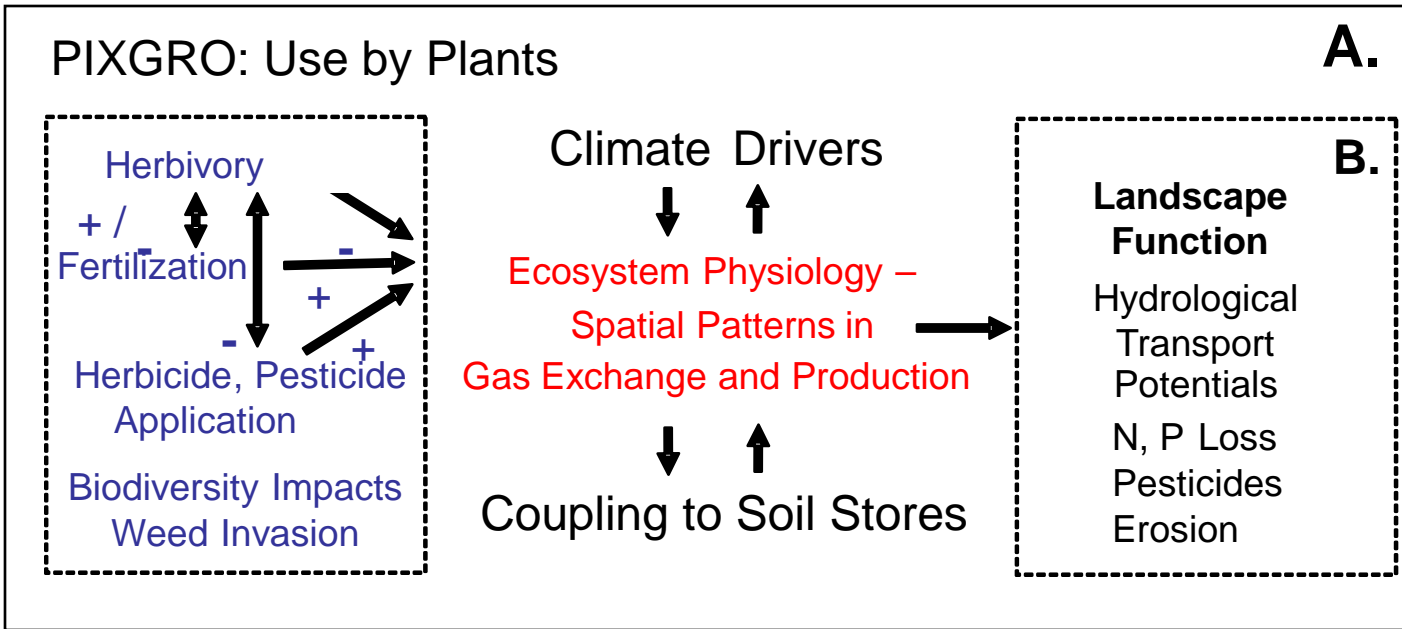 PIXGRO: Use by Plants
A.
Herbivory
+ /
-
Fertilization
-
+
-
+
Herbicide, Pesticide
Application
Biodiversity Impacts
Weed Invasion
Climate Drivers
Ecosystem Physiology –
Spatial Patterns in
Gas Exchange and Production
Coupling to Soil Stores
B.
Landscape
Function
Hydrological
Transport
Potentials
N, P Loss
Pesticides
Erosion